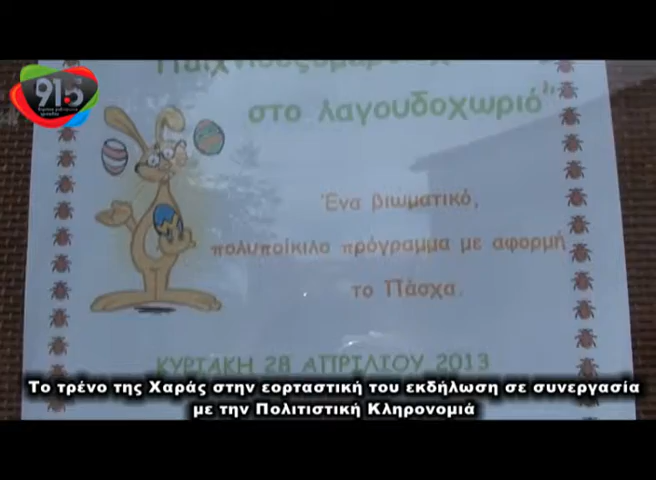 91.5
στο λαγουδοχωριό"
Ένα βιωματικό,
πολυποίκιλο πρόγραμμα με αφορμή
το Πάσχα.
ΚΥΡΙΑΚΗ 28 ΑΠΡΙΛΙΟΥ 2013
Το τρένο της Χαράς στην εορταστική του εκδήλωση σε συνεργασία
με την Πολιτιστική Κληρονομιά